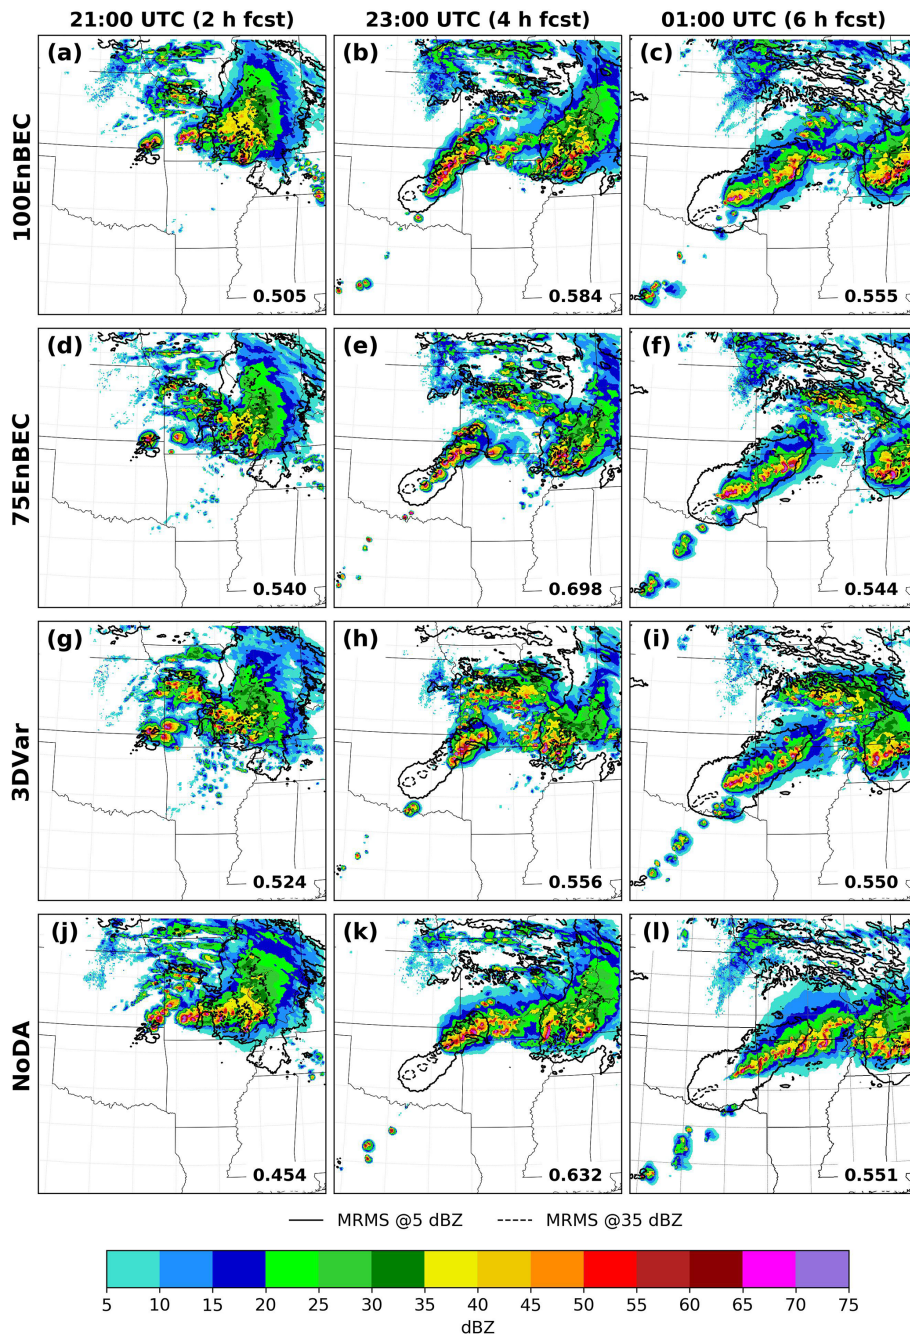 21:00 UTC (2 h fcst) 23:00 UTC (4 h fcst) 01:00 UTC (6 h fcst)
100EnBEC
(a) (b) (c)
0.505 0.584 0.555
75EnBEC
(d) (e) (f)
0.540 0.698 0.544
3DVar
(g) (h) (i)
0.524 0.556 0.550
NoDA
(j) (k) (l)
0.454 0.632 0.551
MRMS @5 dBZ MRMS @35 dBZ
5 10 15 20 25 30 35 40 45 50 55 60 65 70 75
dBZ